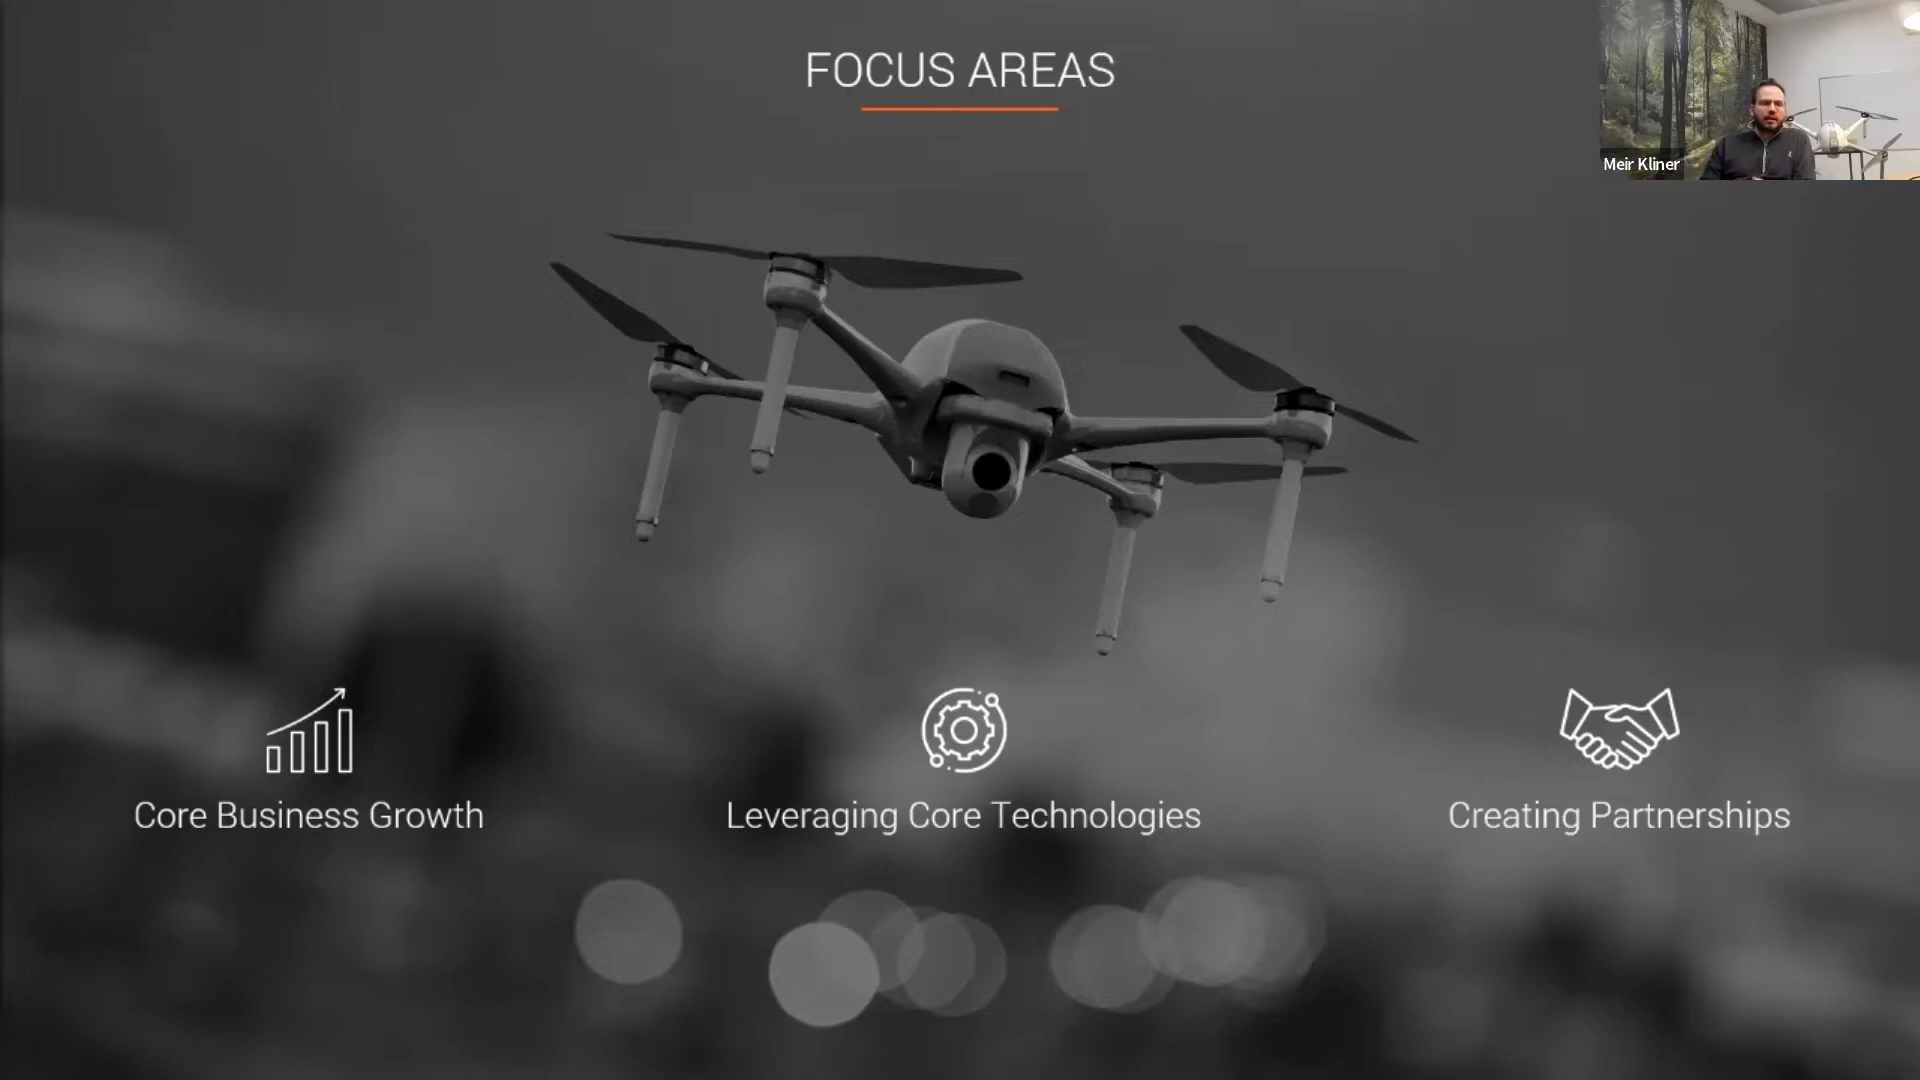 FOCUS AREAS
Meir Kliner
Core Business Growth
Leveraging Core Technologies
Creating Partnerships